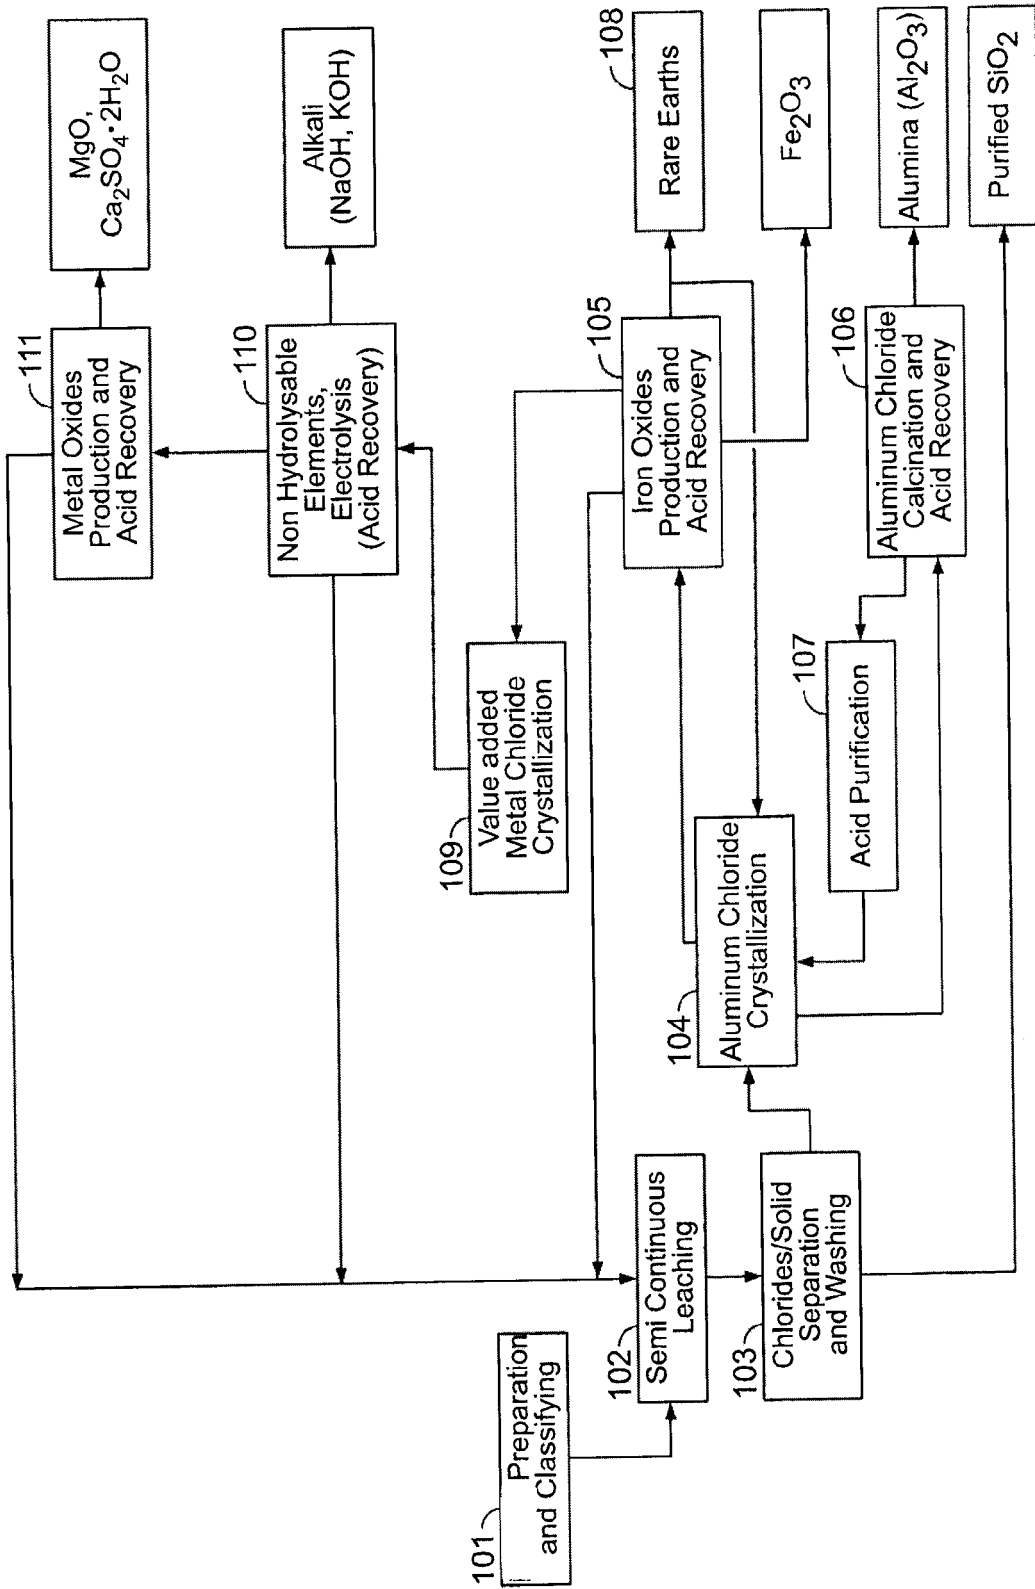 101
Preparation
and Classifying
102
Semi Continuous
Leaching
103
Chlorides/Solid
Separation
and Washing
104
Aluminum Chloride
Crystallization
105
Iron Oxides
Production and
Acid Recovery
106
Aluminum Chloride
Calcination and
Acid Recovery
107
Acid Purification
108
Rare Earths
Fe₂O₃
Alumina (Al₂O₃)
Purified SiO₂
109
Value added
Metal Chloride
Crystallization
110
Non Hydrolysable
Elements,
Electrolysis
(Acid Recovery)
Alkali
(NaOH, KOH)
111
Metal Oxides
Production and
Acid Recovery
MgO,
Ca₂SO₄·2H₂O